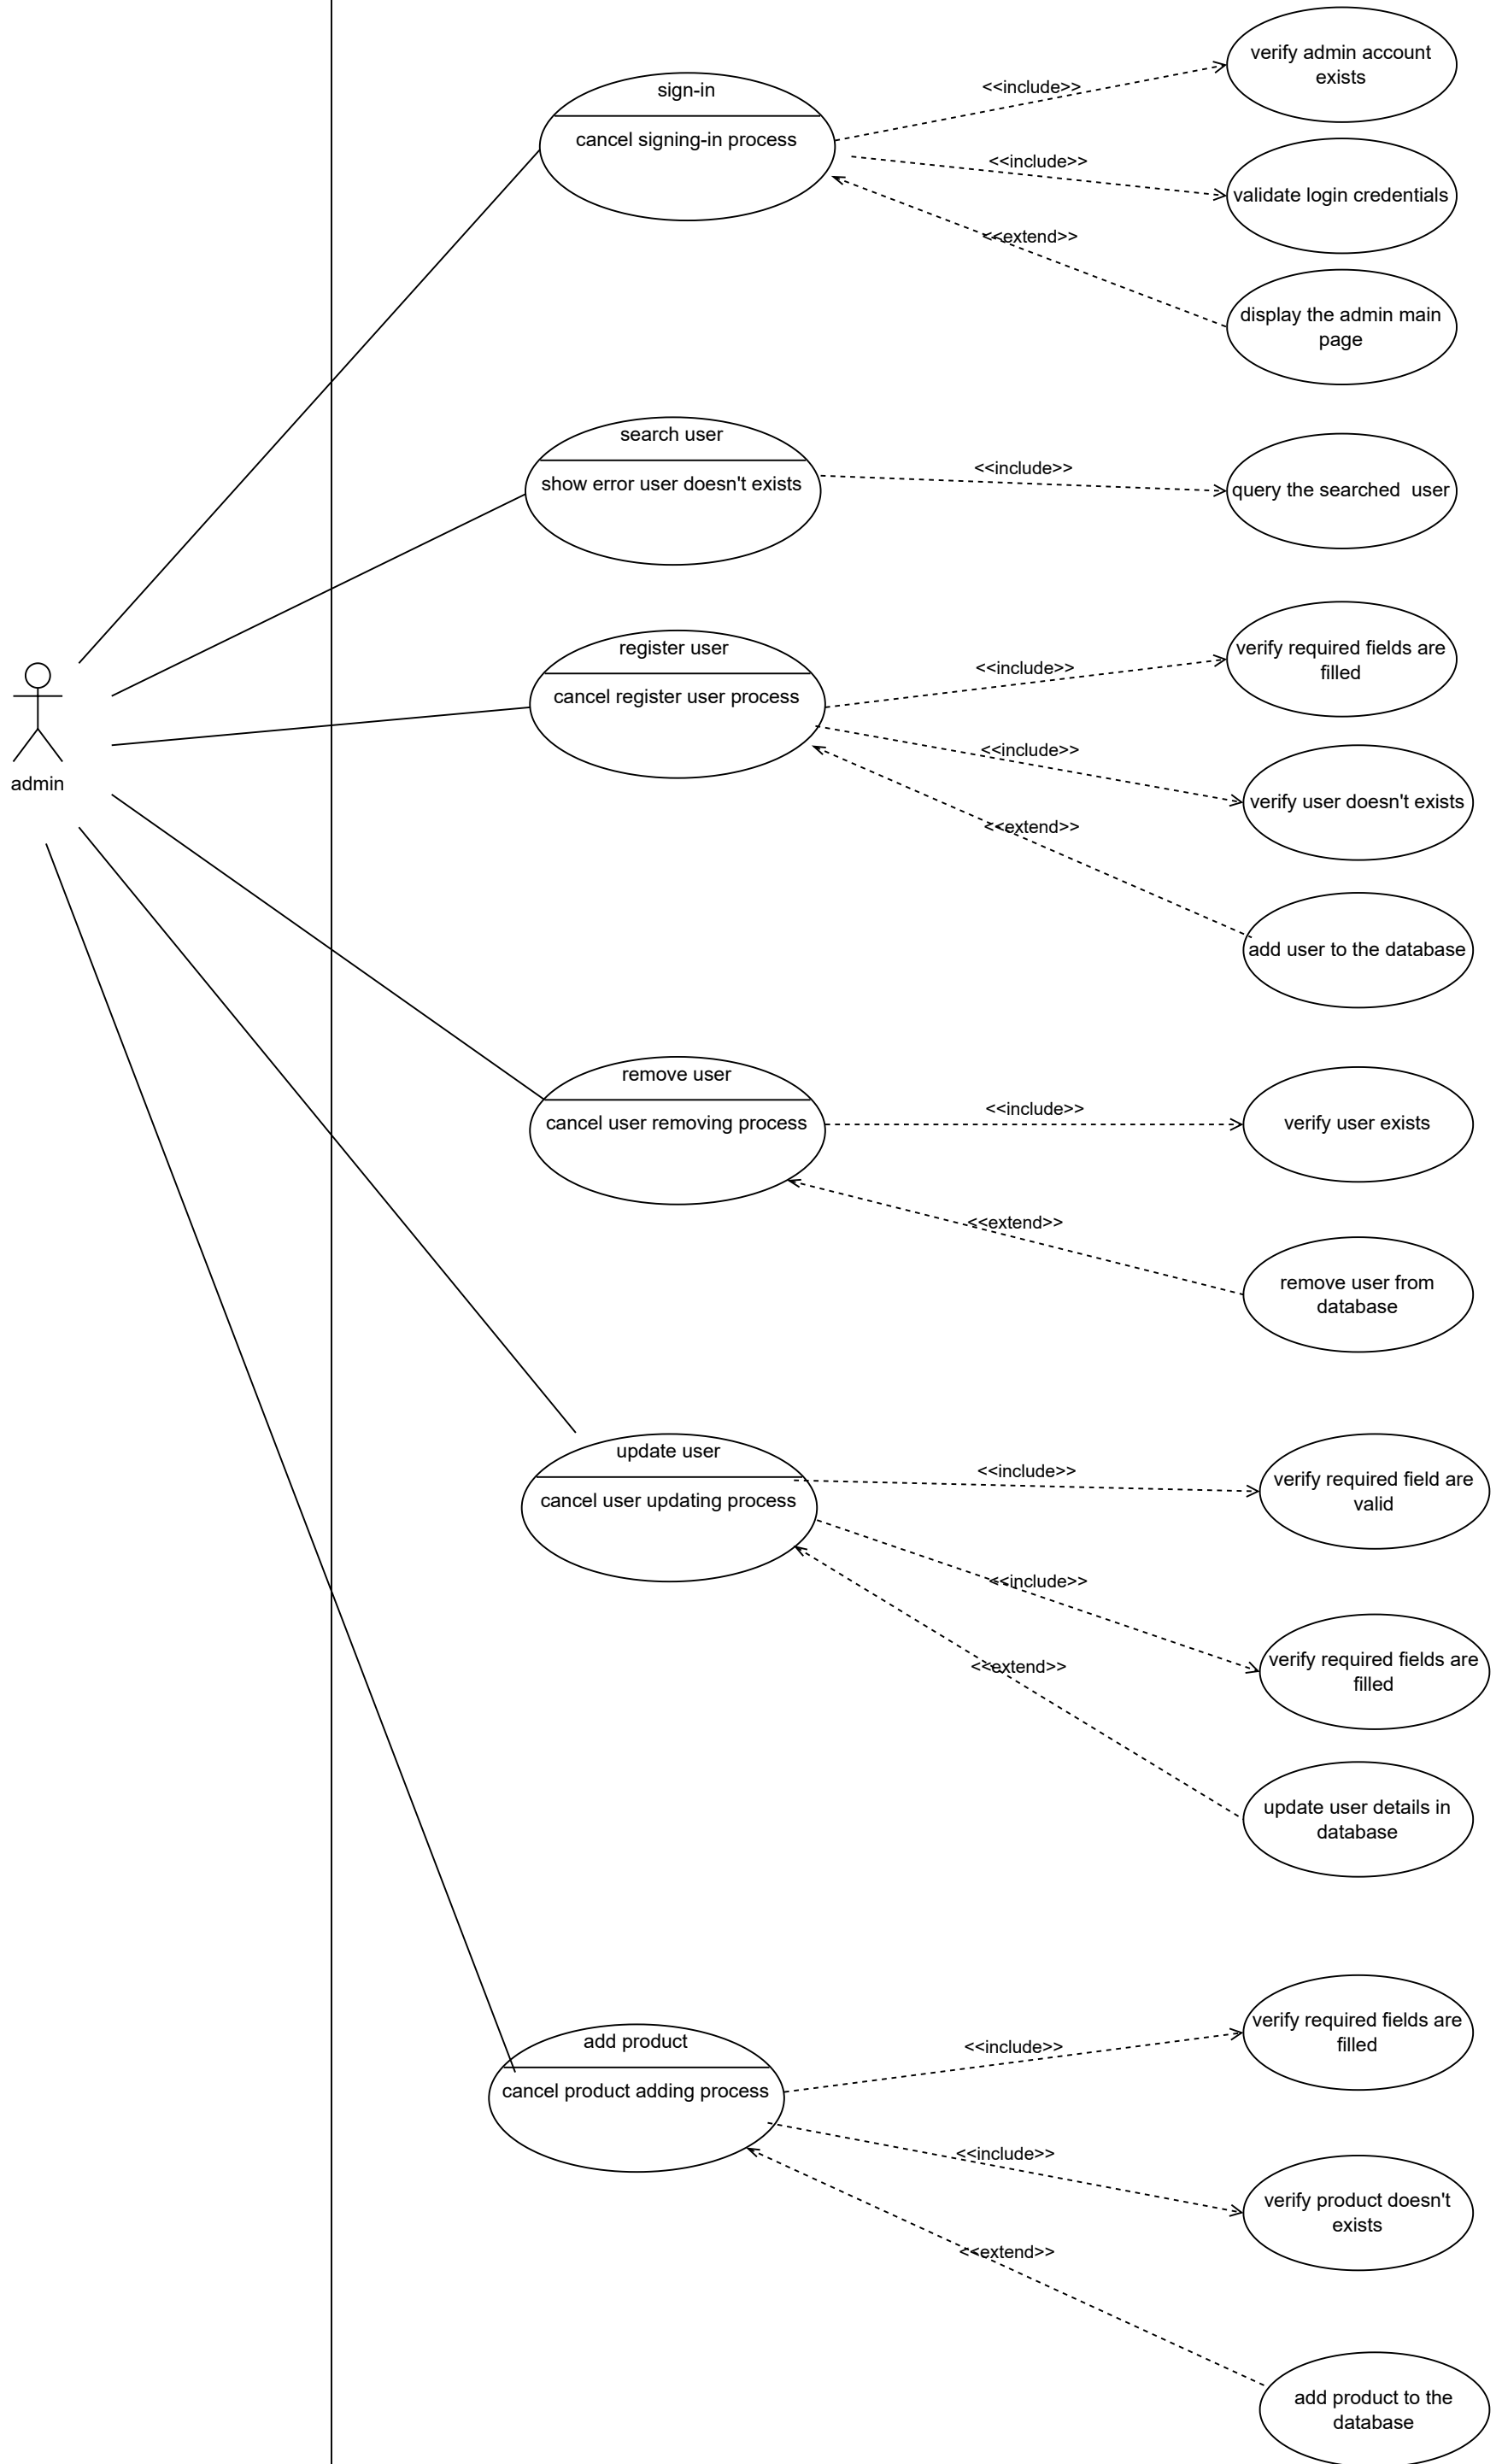 verify admin account
exists
sign-in
<<include>>
cancel signing-in process
<<include>>
validate login credentials
<<extend>>
display the admin main
page
search user
<<include>>
show error user doesn't exists
query the searched  user
register user
verify required fields are
filled
<<include>>
cancel register user process
<<include>>
admin
verify user doesn't exists
<<extend>>
add user to the database
remove user
<<include>>
cancel user removing process
verify user exists
<<extend>>
remove user from
database
update user
<<include>>
verify required field are
valid
cancel user updating process
<<include>>
verify required fields are
filled
<<extend>>
update user details in
database
verify required fields are
filled
add product
<<include>>
cancel product adding process
<<include>>
verify product doesn't
exists
<<extend>>
add product to the
database